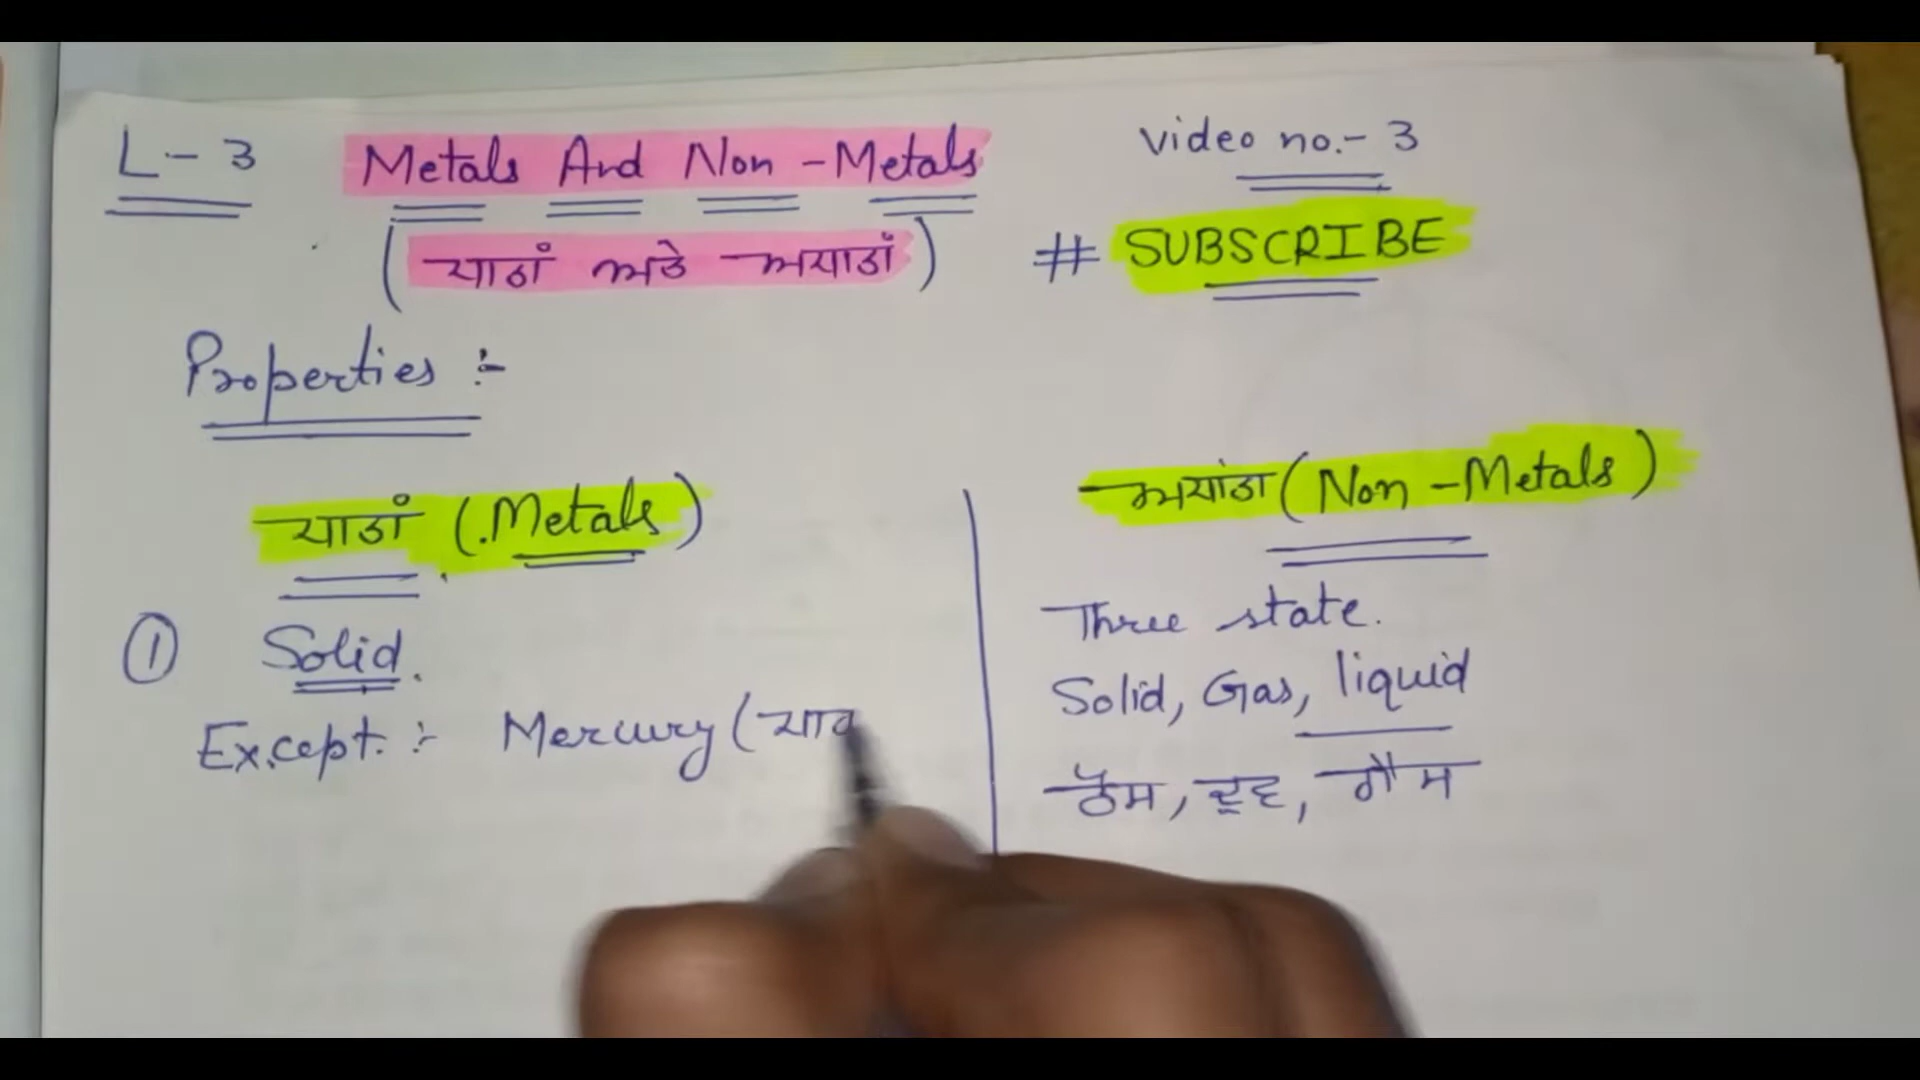 L-3 Metals And Non-Metals Video no.- 3
(ਧਾਤਾਂ ਅਤੇ ਅਧਾਤਾਂ) # SUBSCRIBE
Properties :-
ਧਾਤਾਂ (Metals) ਅਧਾਂਤਾ (Non-Metals)
① Solid. Three state.
Solid, Gas, liquid
Except. :- Mercury (
ਠੋਸ, ਦ੍ਰਵ, ਗੈਸ